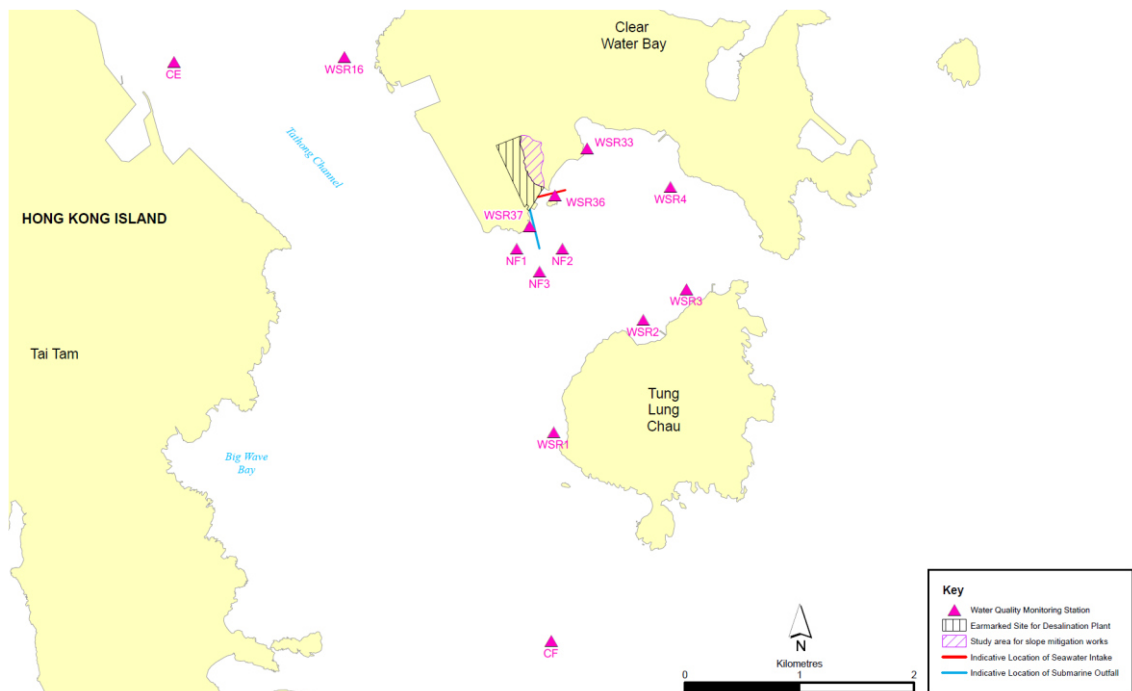 Clear
Water Bay
CE
WSR16
Tathong Channel
WSR33
WSR4
WSR36
HONG KONG ISLAND
WSR37
NF1
NF2
NF3
WSR3
WSR2
Tai Tam
Tung
Lung
Chau
WSR1
Big Wave
Bay
CF
N
Kilometres
0
1
2
Key
Water Quality Monitoring Station
Earmarked Site for Desalination Plant
Study area for slope mitigation works
Indicative Location of Seawater Intake
Indicative Location of Submarine Outfall